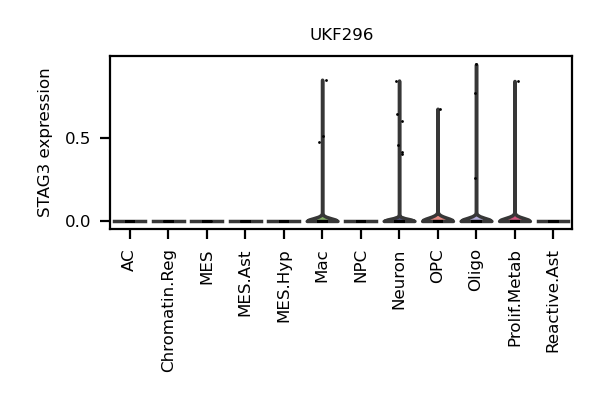 UKF296
STAG3 expression
0.5
0.0
AC
Chromatin.Reg
MES
MES.Ast
MES.Hyp
Mac
NPC
Neuron
OPC
Oligo
Prolif.Metab
Reactive.Ast